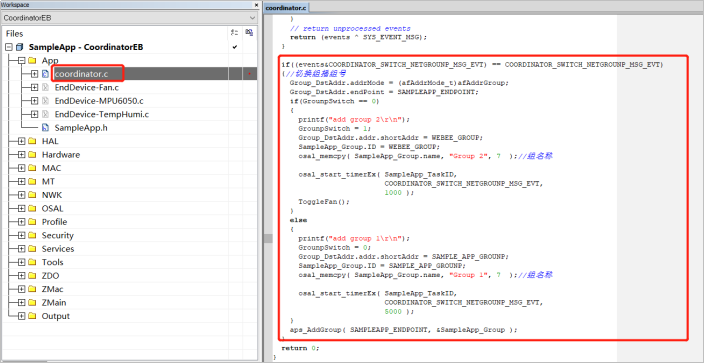 Workspace
CoordinatorEB
Files
SampleApp - CoordinatorEB
App
coordinator.c
EndDevice-Fan.c
EndDevice-MPU6050.c
EndDevice-TempHumi.c
SampleApp.h
HAL
Hardware
MAC
MT
NWK
OSAL
Profile
Security
Services
Tools
ZDO
ZMac
ZMain
Output
coordinator.c
}
// return unprocessed events
return (events ^ SYS_EVENT_MSG);
}
if((events&COORDINATOR_SWITCH_NETGROUNP_MSG_EVT) == COORDINATOR_SWITCH_NETGROUNP_MSG_EVT)
{//切换组播组号
Group_DstAddr.addrMode = (afAddrMode_t)afAddrGroup;
Group_DstAddr.endPoint = SAMPLEAPP_ENDPOINT;
if(GrounpSwitch == 0)
{
printf("add group 2\r\n");
GrounpSwitch = 1;
Group_DstAddr.addr.shortAddr = WEBEE_GROUP;
SampleApp_Group.ID = WEBEE_GROUP;
osal_memcpy( SampleApp_Group.name, "Group 2", 7 );//组名称
osal_start_timerEx( SampleApp_TaskID,
COORDINATOR_SWITCH_NETGROUNP_MSG_EVT,
1000 );
ToggleFan();
}
else
{
printf("add group 1\r\n");
GrounpSwitch = 0;
Group_DstAddr.addr.shortAddr = SAMPLE_APP_GROUNP;
SampleApp_Group.ID = SAMPLE_APP_GROUNP;
osal_memcpy( SampleApp_Group.name, "Group 1", 7 );//组名称
osal_start_timerEx( SampleApp_TaskID,
COORDINATOR_SWITCH_NETGROUNP_MSG_EVT,
5000 );
}
aps_AddGroup( SAMPLEAPP_ENDPOINT, &SampleApp_Group );
}
return 0;
}